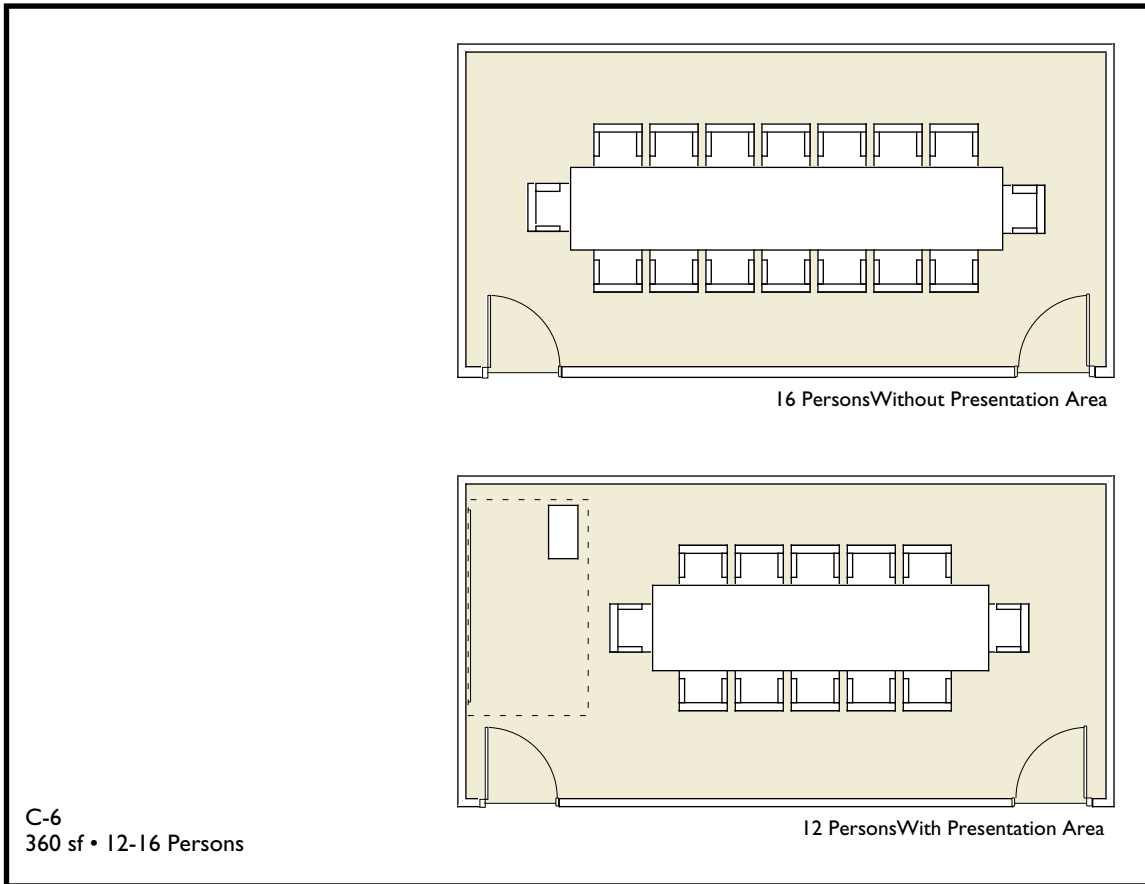 16 PersonsWithout Presentation Area
12 PersonsWith Presentation Area
C-6
360 sf • 12-16 Persons